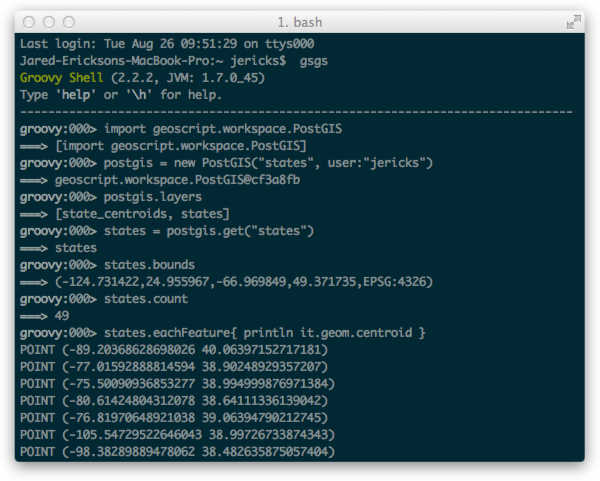 1. bash
Last login: Tue Aug 26 09:51:29 on ttys000
Jared-Ericksons-MacBook-Pro:~ jericks$  gsgs
Groovy Shell (2.2.2, JVM: 1.7.0_45)
Type 'help' or '\h' for help.
-------------------------------------------------------------------------------
groovy:000> import geoscript.workspace.PostGIS
===> [import geoscript.workspace.PostGIS]
groovy:000> postgis = new PostGIS("states", user:"jericks")
===> geoscript.workspace.PostGIS@cf3a8fb
groovy:000> postgis.layers
===> [state_centroids, states]
groovy:000> states = postgis.get("states")
===> states
groovy:000> states.bounds
===> (-124.731422,24.955967,-66.969849,49.371735,EPSG:4326)
groovy:000> states.count
===> 49
groovy:000> states.eachFeature{ println it.geom.centroid }
POINT (-89.20368628698026 40.06397152717181)
POINT (-77.01592888814594 38.90248929357207)
POINT (-75.50090936853277 38.994999876971384)
POINT (-80.61424804312078 28.64111336139042)
POINT (-76.81970648921038 39.06394790212745)
POINT (-105.54729522646043 38.99726733874343)
POINT (-98.38289889478062 38.482635875057404)